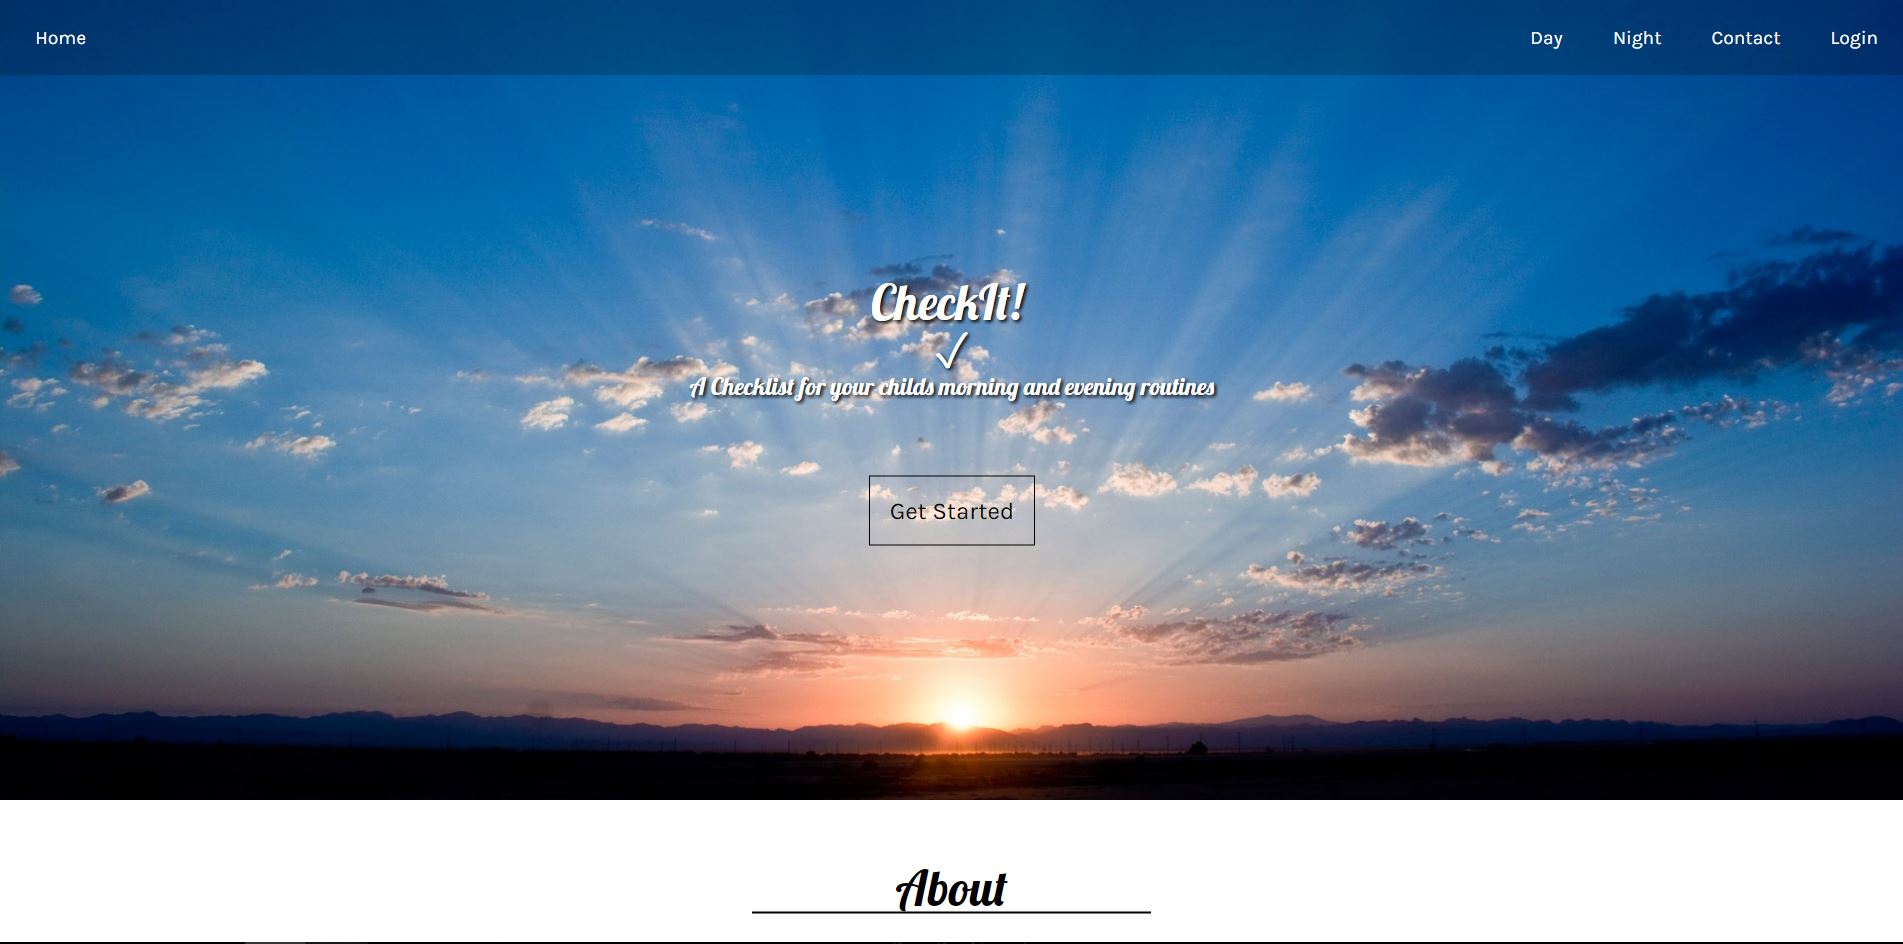 Home Day Night Contact Login
CheckIt!
✓
A Checklist for your childs morning and evening routines
Get Started
About